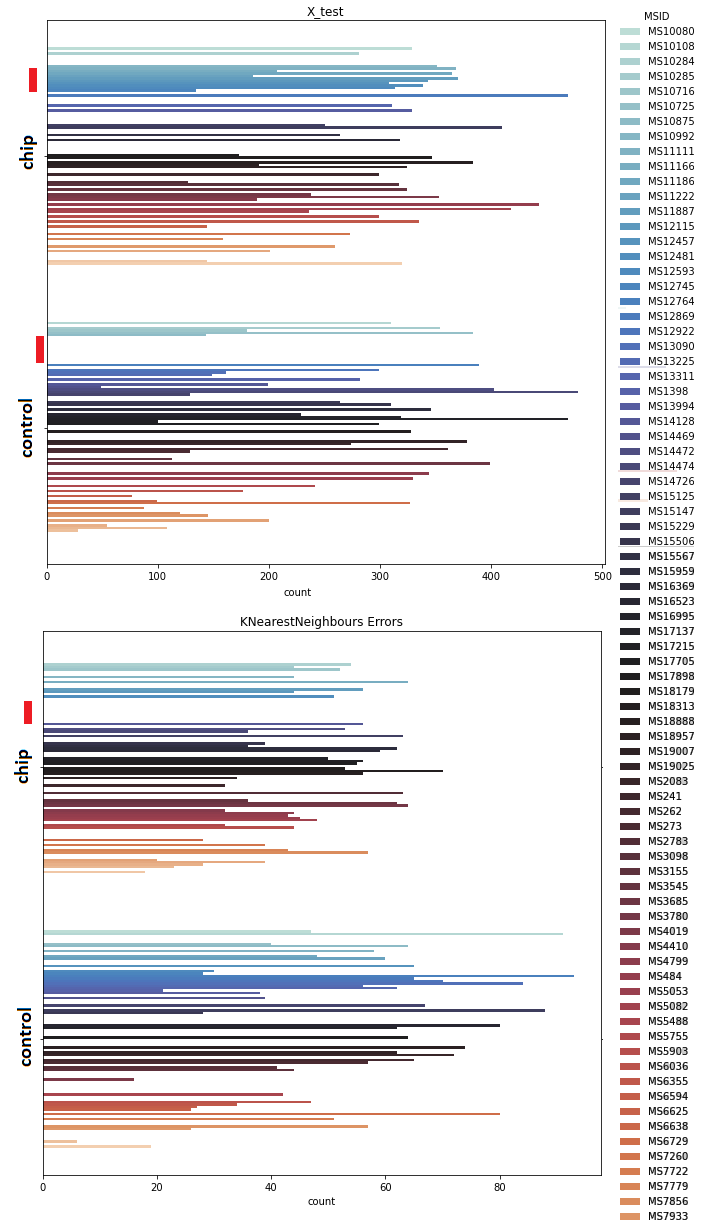 X_test
chip
control
0 100 200 300 400 500
count
KNearestNeighbours Errors
chip
control
0 20 40 60 80
count
MSID
MS10080
MS10108
MS10284
MS10285
MS10716
MS10725
MS10875
MS10992
MS11111
MS11166
MS11186
MS11222
MS11887
MS12115
MS12457
MS12481
MS12593
MS12745
MS12764
MS12869
MS12922
MS13090
MS13225
MS13311
MS1398
MS13994
MS14128
MS14469
MS14472
MS14474
MS14726
MS15125
MS15147
MS15229
MS15506
MS15567
MS15959
MS16369
MS16523
MS16995
MS17137
MS17215
MS17705
MS17898
MS18179
MS18313
MS18888
MS18957
MS19007
MS19025
MS2083
MS241
MS262
MS273
MS2783
MS3098
MS3155
MS3545
MS3685
MS3780
MS4019
MS4410
MS4799
MS484
MS5053
MS5082
MS5488
MS5755
MS5903
MS6036
MS6355
MS6594
MS6625
MS6638
MS6729
MS7260
MS7722
MS7779
MS7856
MS7933